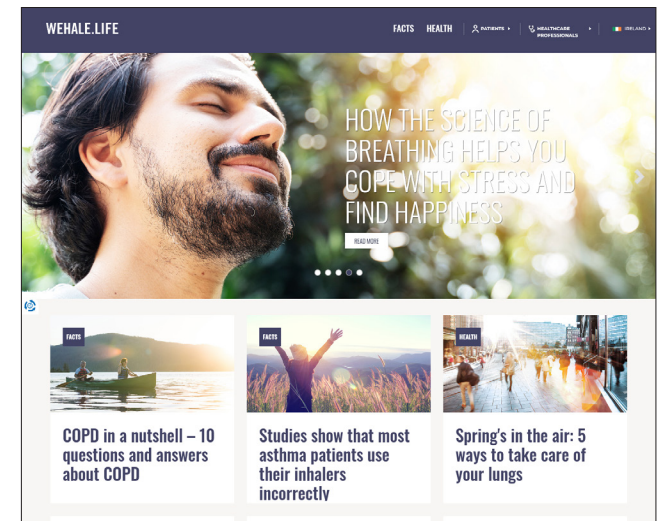 WEHALE.LIFE
FACTS HEALTH PATIENTS HEALTHCARE PROFESSIONALS IRELAND
HOW THE SCIENCE OF
BREATHING HELPS YOU
COPE WITH STRESS AND
FIND HAPPINESS
READ MORE
FACTS
FACTS
HEALTH
COPD in a nutshell – 10
questions and answers
about COPD
Studies show that most
asthma patients use
their inhalers
incorrectly
Spring's in the air: 5
ways to take care of
your lungs